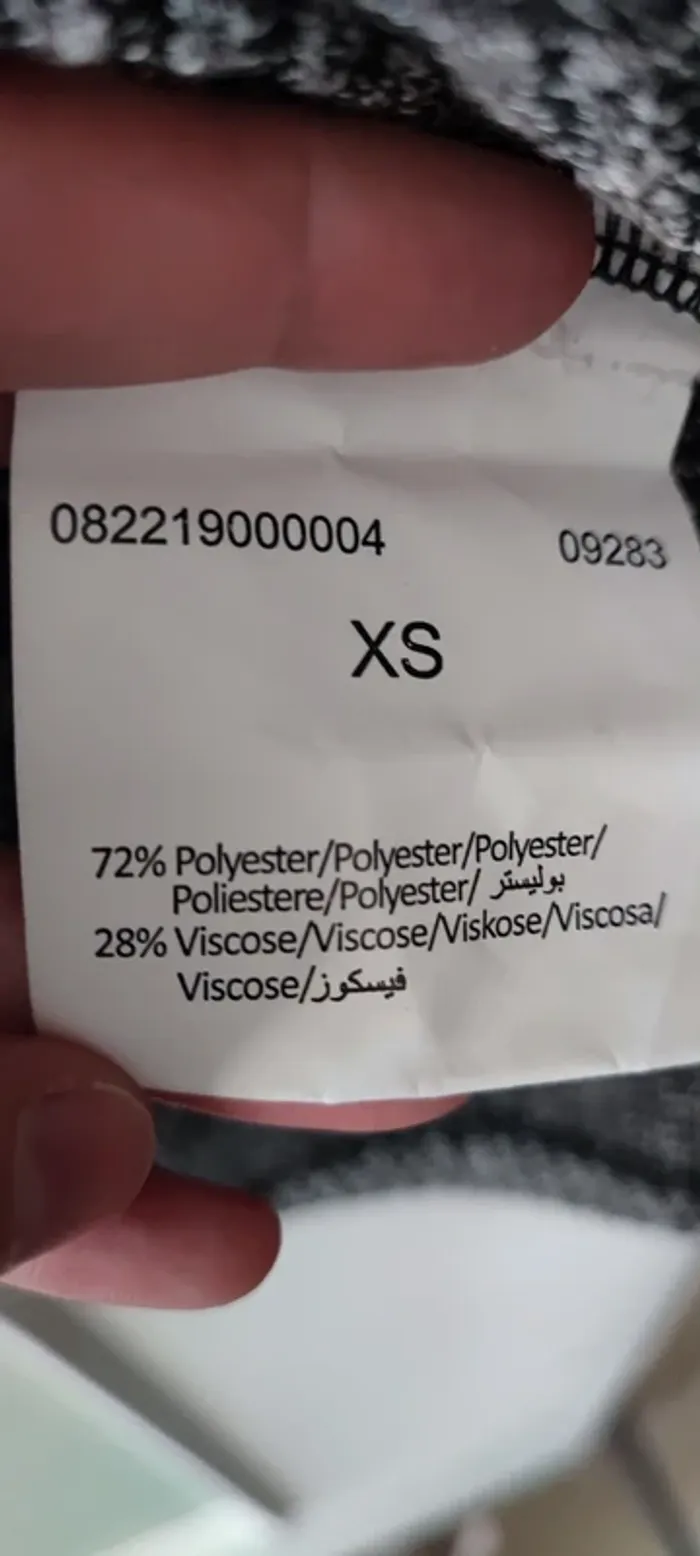 082219000004 09283
XS
72% Polyester/Polyester/Polyester/
Poliestere/Polyester/ بوليستر
28% Viscose/Viscose/Viskose/Viscosa/
Viscose/فيسكوز